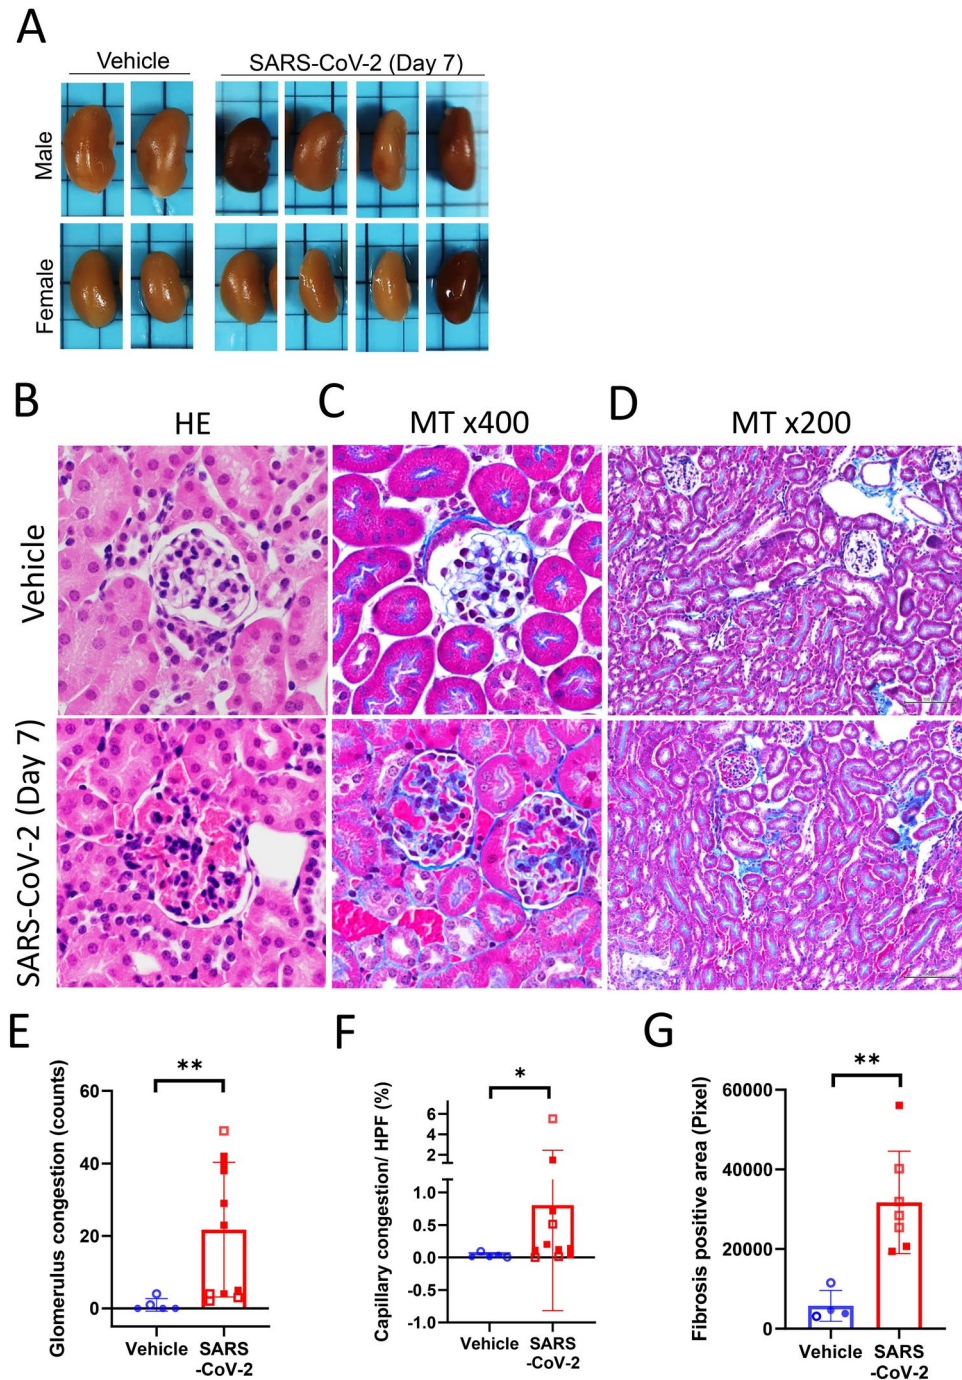 A
Vehicle
SARS-CoV-2 (Day 7)
Male
Female
B
HE
C
MT x400
D
MT x200
Vehicle
SARS-CoV-2 (Day 7)
E
Glomerulus congestion (counts)
60
40
20
0
**
Vehicle
SARS
-CoV-2
F
Capillary congestion/ HPF (%)
6
4
2
1.0
0.5
0.0
-0.5
-1.0
*
Vehicle
SARS
-CoV-2
G
Fibrosis positive area (Pixel)
60000
40000
20000
0
**
Vehicle
SARS
-CoV-2